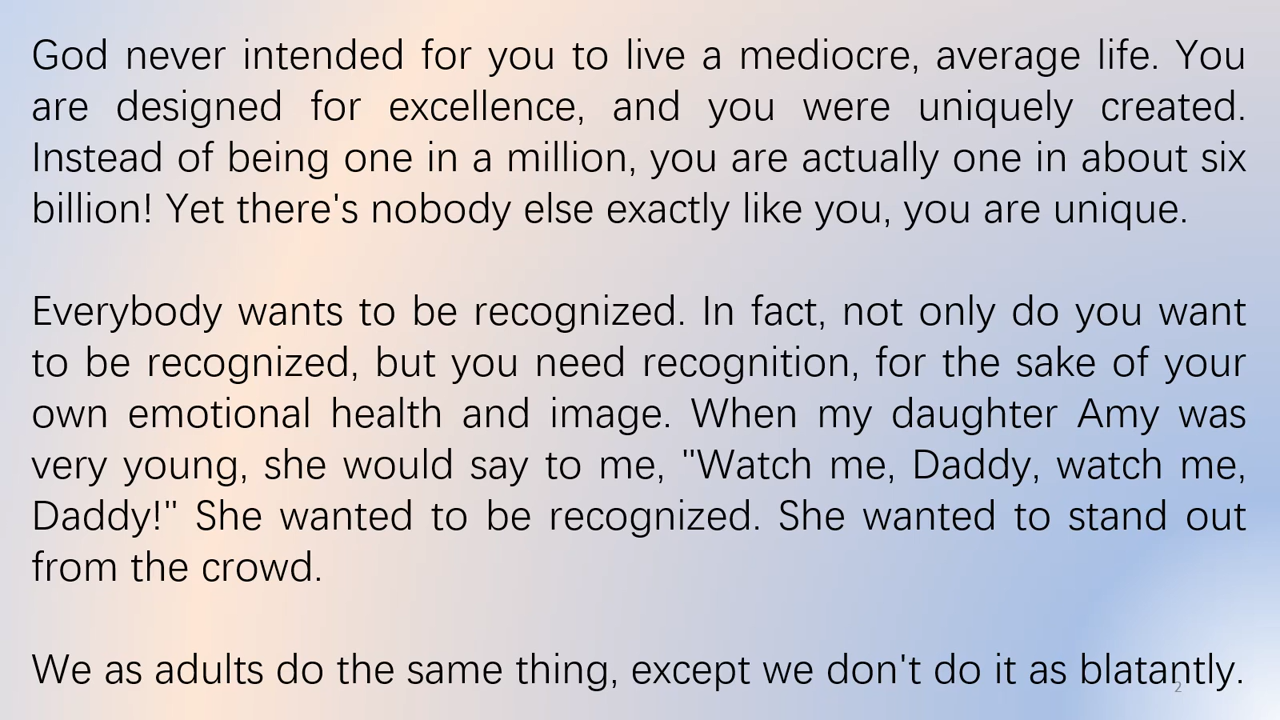 God never intended for you to live a mediocre, average life. You
are designed for excellence, and you were uniquely created.
Instead of being one in a million, you are actually one in about six
billion! Yet there's nobody else exactly like you, you are unique.
Everybody wants to be recognized. In fact, not only do you want
to be recognized, but you need recognition, for the sake of your
own emotional health and image. When my daughter Amy was
very young, she would say to me, "Watch me, Daddy, watch me,
Daddy!" She wanted to be recognized. She wanted to stand out
from the crowd.
We as adults do the same thing, except we don't do it as blatantly.
2